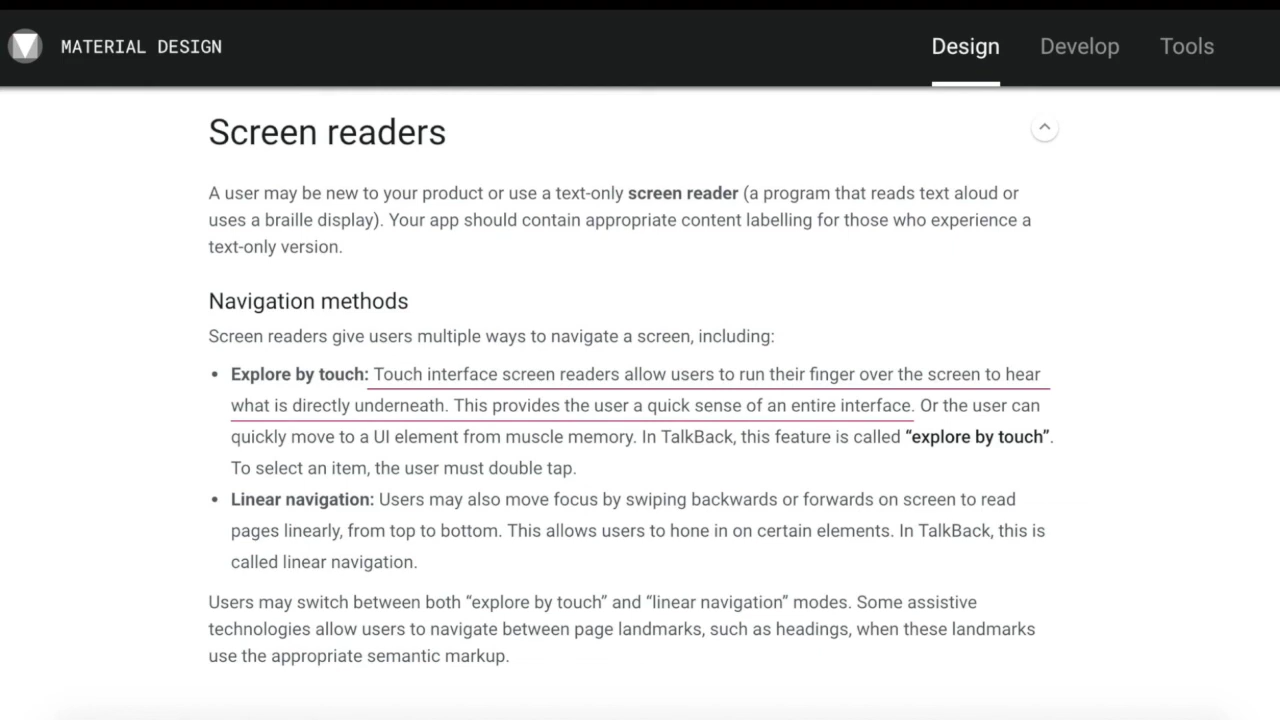 MATERIAL DESIGN
Design
Develop
Tools
Screen readers
A user may be new to your product or use a text-only screen reader (a program that reads text aloud or
uses a braille display). Your app should contain appropriate content labelling for those who experience a
text-only version.
Navigation methods
Screen readers give users multiple ways to navigate a screen, including:
• Explore by touch: Touch interface screen readers allow users to run their finger over the screen to hear
what is directly underneath. This provides the user a quick sense of an entire interface. Or the user can
quickly move to a UI element from muscle memory. In TalkBack, this feature is called “explore by touch”.
To select an item, the user must double tap.
• Linear navigation: Users may also move focus by swiping backwards or forwards on screen to read
pages linearly, from top to bottom. This allows users to hone in on certain elements. In TalkBack, this is
called linear navigation.
Users may switch between both “explore by touch” and “linear navigation” modes. Some assistive
technologies allow users to navigate between page landmarks, such as headings, when these landmarks
use the appropriate semantic markup.